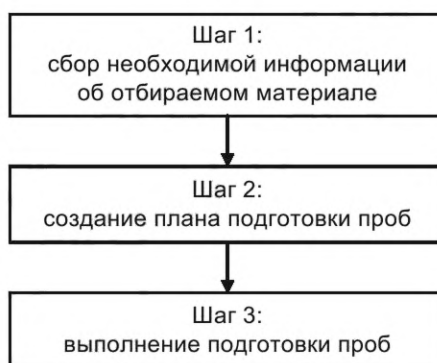 Шаг 1:
сбор необходимой информации
об отбираемом материале
Шаг 2:
создание плана подготовки проб
Шаг 3:
выполнение подготовки проб